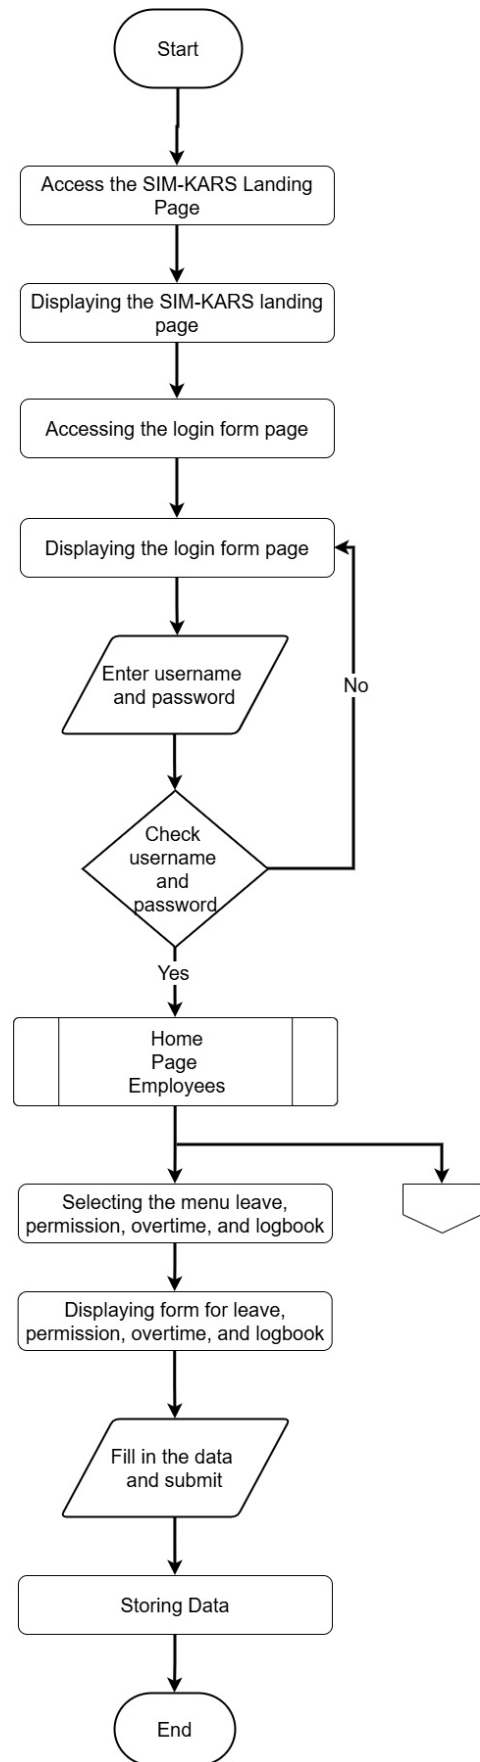 Start
Access the SIM-KARS Landing
Page
Displaying the SIM-KARS landing
page
Accessing the login form page
Displaying the login form page
Enter username
and password
No
Check
username
and
password
Yes
Home
Page
Employees
Selecting the menu leave,
permission, overtime, and logbook
Displaying form for leave,
permission, overtime, and logbook
Fill in the data
and submit
Storing Data
End